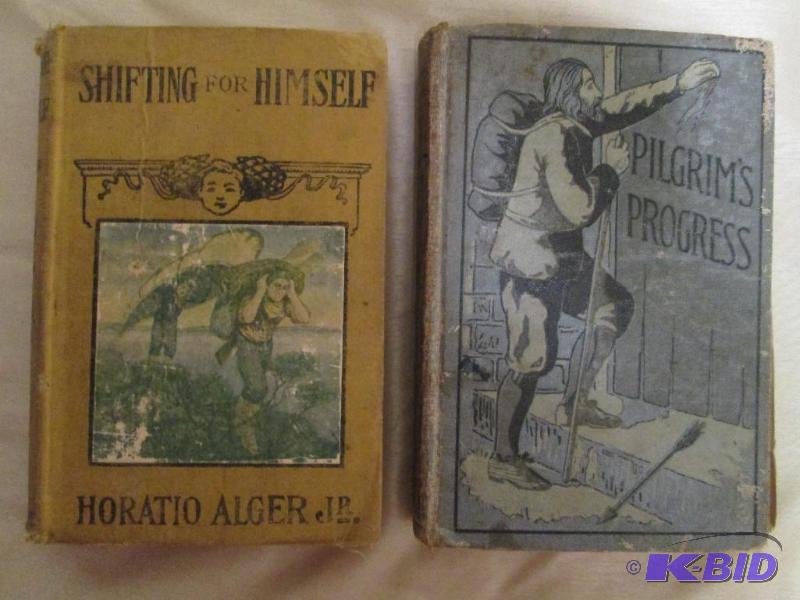 SHIFTING FOR HIMSELF
HORATIO ALGER JR.
PILGRIM'S
PROGRESS
© K-BID